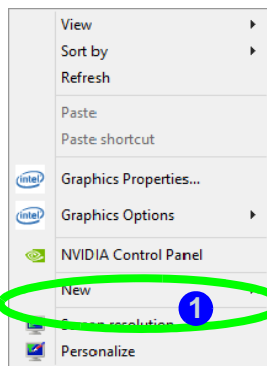 View
Sort by
Refresh
Paste
Paste shortcut
intel Graphics Properties...
intel Graphics Options
NVIDIA Control Panel
New
1
Screen resolution
Personalize